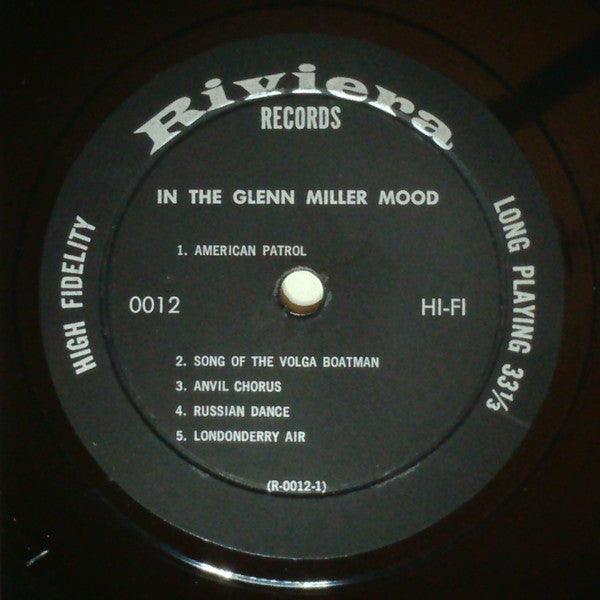 Riviera
RECORDS
IN THE GLENN MILLER MOOD
1. AMERICAN PATROL
HIGH FIDELITY
0012
HI-FI
LONG PLAYING 33⅓
2. SONG OF THE VOLGA BOATMAN
3. ANVIL CHORUS
4. RUSSIAN DANCE
5. LONDONDERRY AIR
(R-0012-1)